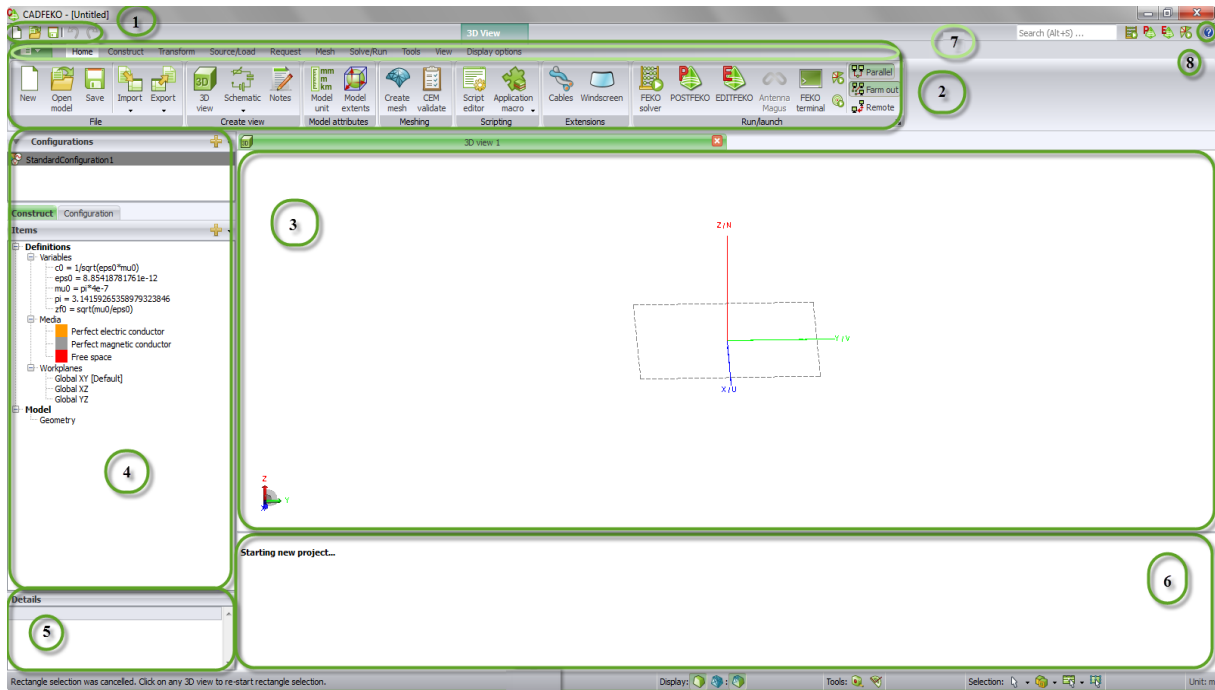 CADFEKO - [Untitled]
1
3D View
Search (Alt+S) ...
7
8
Home Construct Transform Source/Load Request Mesh Solve/Run Tools View Display options
2
New Open model Save Import Export
3D view Schematic Notes
Model unit Model extents
Create mesh CEM validate
Script editor Application macro
Cables Windscreen
FEKO solver POSTFEKO EDITFEKO Antenna Magus FEKO terminal
Parallel
Farm out
Remote
File Create view Model attributes Meshing Scripting Extensions Run/launch
Configurations
3D view 1
StandardConfiguration1
Construct Configuration
Items
Definitions
Variables
c0 = 1/sqrt(eps0*mu0)
eps0 = 8.85418781761e-12
mu0 = pi*4e-7
pi = 3.14159265358979323846
zf0 = sqrt(mu0/eps0)
Media
Perfect electric conductor
Perfect magnetic conductor
Free space
Workplanes
Global XY [Default]
Global XZ
Global YZ
Model
Geometry
4
3
Z/N
Y/V
X/U
Z
Y
X
Starting new project...
6
Details
5
Rectangle selection was cancelled. Click on any 3D view to re-start rectangle selection.
Display:
Tools:
Selection:
Unit: m